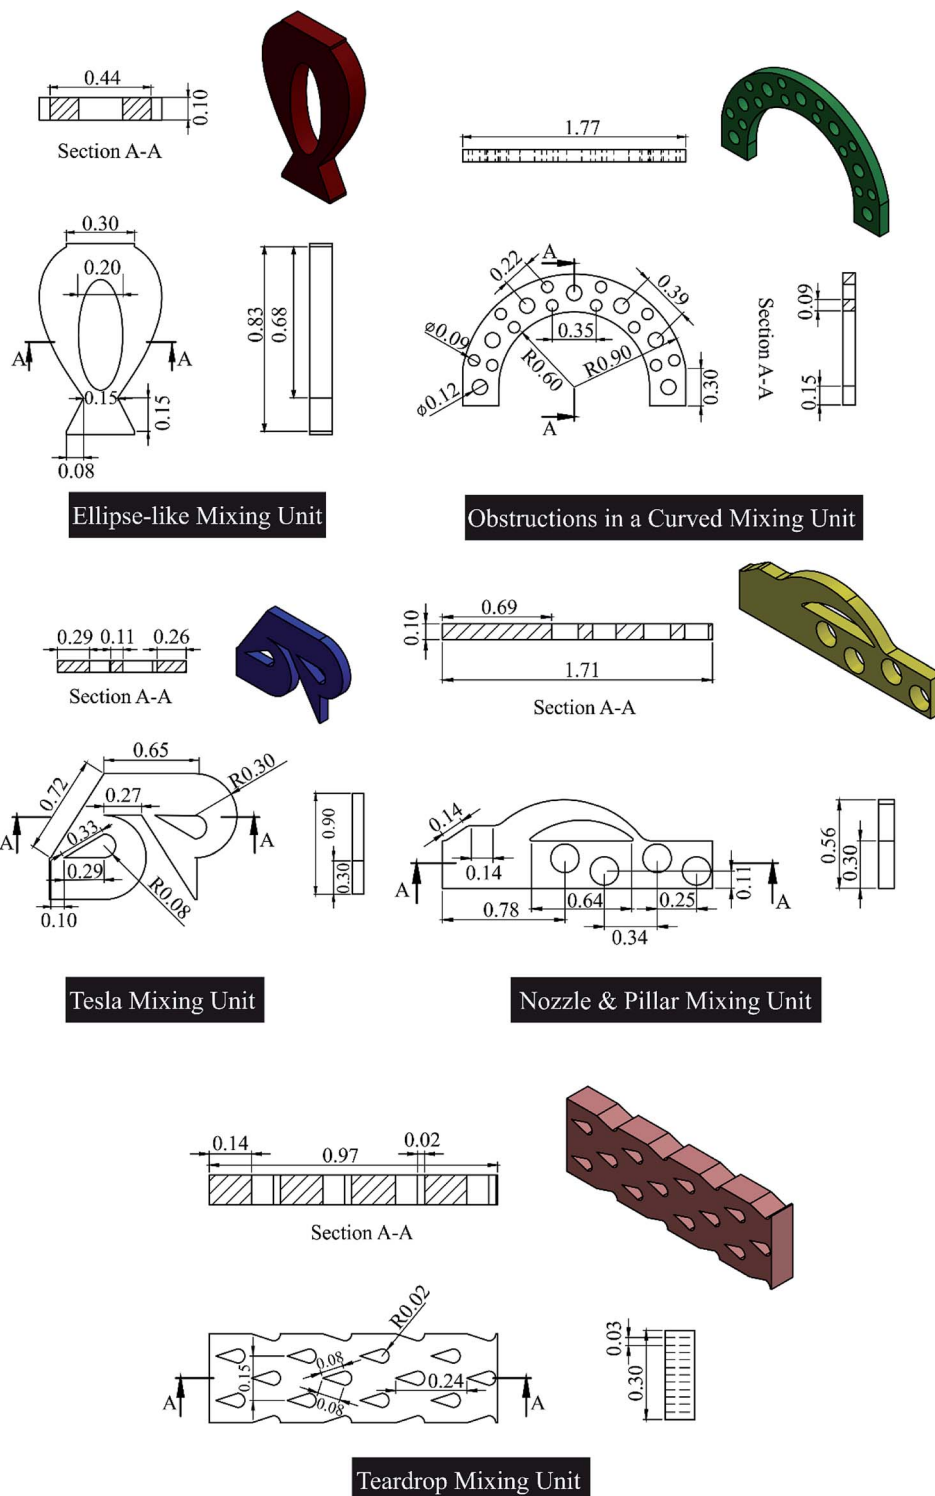 0.44
0.10
Section A-A
0.30
0.20
A
A
0.15
0.15
0.08
0.83
0.68
Ellipse-like Mixing Unit
1.77
A
0.22
0.39
0.35
ø0.09
R0.60
R0.90
ø0.12
0.30
A
Section A-A
0.09
0.15
Obstructions in a Curved Mixing Unit
0.29
0.11
0.26
Section A-A
0.65
0.72
R0.30
0.27
A
A
0.33
0.29
R0.08
0.10
0.90
0.30
Tesla Mixing Unit
0.69
0.10
1.71
Section A-A
0.14
0.14
A
A
0.11
0.78
0.64
0.25
0.34
0.56
0.30
Nozzle & Pillar Mixing Unit
0.14
0.02
0.97
Section A-A
R0.02
0.08
0.15
0.24
0.08
A
A
0.03
0.30
Teardrop Mixing Unit